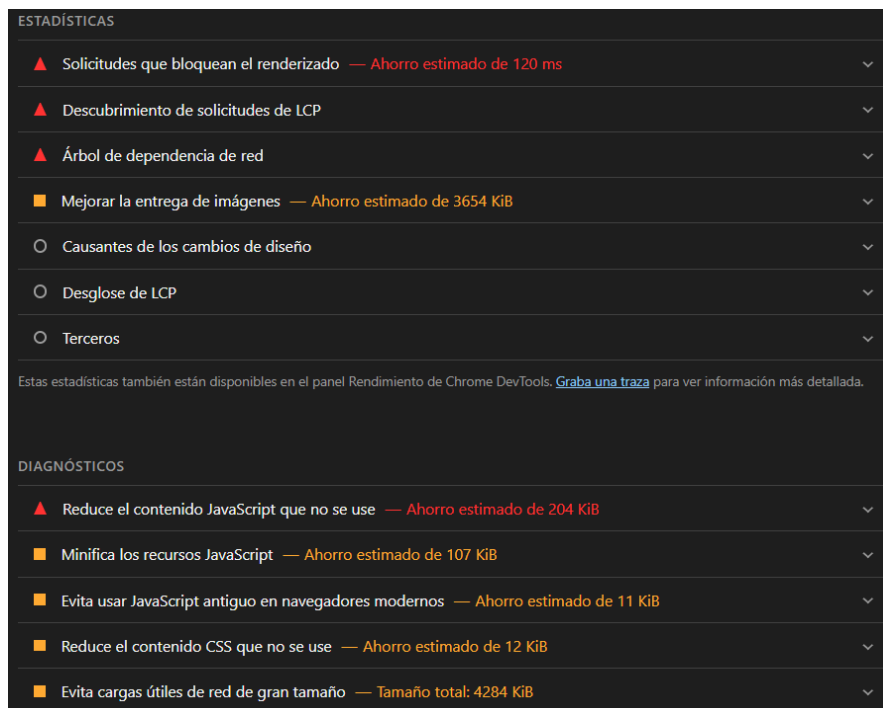 ESTADÍSTICAS
Solicitudes que bloquean el renderizado — Ahorro estimado de 120 ms
Descubrimiento de solicitudes de LCP
Árbol de dependencia de red
Mejorar la entrega de imágenes — Ahorro estimado de 3654 KiB
Causantes de los cambios de diseño
Desglose de LCP
Terceros
Estas estadísticas también están disponibles en el panel Rendimiento de Chrome DevTools. Graba una traza para ver información más detallada.
DIAGNÓSTICOS
Reduce el contenido JavaScript que no se use — Ahorro estimado de 204 KiB
Minifica los recursos JavaScript — Ahorro estimado de 107 KiB
Evita usar JavaScript antiguo en navegadores modernos — Ahorro estimado de 11 KiB
Reduce el contenido CSS que no se use — Ahorro estimado de 12 KiB
Evita cargas útiles de red de gran tamaño — Tamaño total: 4284 KiB